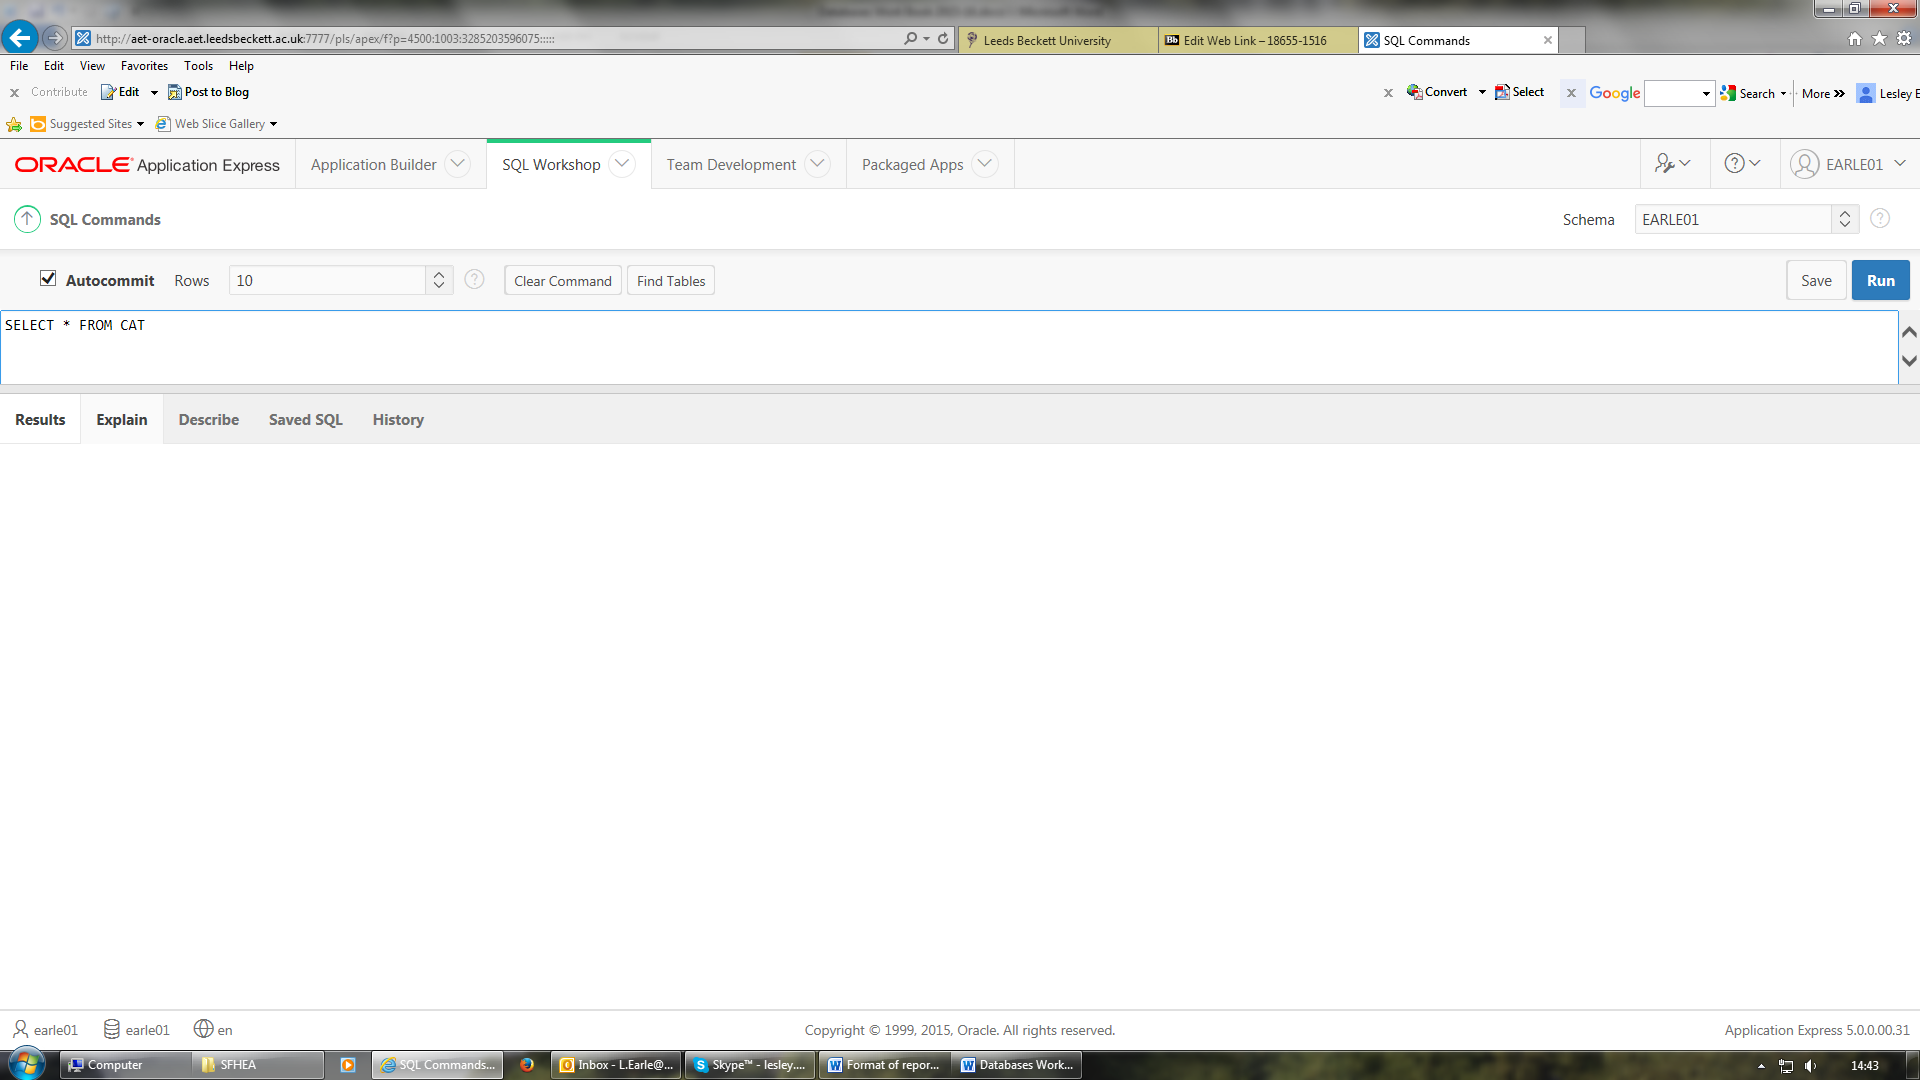 http://aet-oracle.aet.leedsbeckett.ac.uk:7777/pls/apex/f?p=4500:1003:3285203596075:::::
Leeds Beckett University
Bb Edit Web Link – 18655-1516
SQL Commands
File Edit View Favorites Tools Help
x Contribute Edit Post to Blog
x Convert Select
x Google Search More Lesley E
Suggested Sites Web Slice Gallery
ORACLE Application Express
Application Builder
SQL Workshop
Team Development
Packaged Apps
EARLE01
SQL Commands
Schema EARLE01
Autocommit Rows 10 Clear Command Find Tables Save Run
SELECT * FROM CAT
Results Explain Describe Saved SQL History
earle01 earle01 en
Copyright © 1999, 2015, Oracle. All rights reserved.
Application Express 5.0.0.00.31
Computer SFHEA SQL Commands... Inbox - L.Earle@... Skype™ - lesley.... Format of repor... Databases Work... 14:43